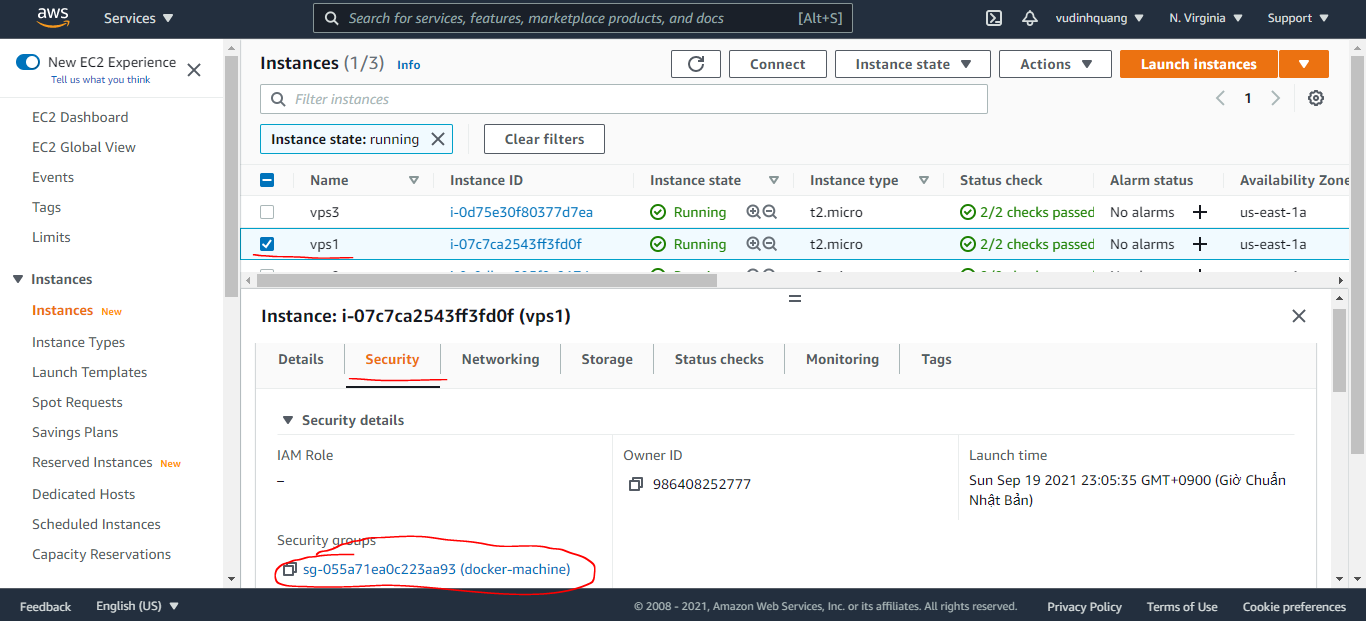 aws Services Search for services, features, marketplace products, and docs [Alt+S] vudinhquang N. Virginia Support
New EC2 Experience
Tell us what you think
EC2 Dashboard
EC2 Global View
Events
Tags
Limits
Instances
Instances New
Instance Types
Launch Templates
Spot Requests
Savings Plans
Reserved Instances New
Dedicated Hosts
Scheduled Instances
Capacity Reservations
Instances (1/3) Info Connect Instance state Actions Launch instances
Filter instances 1
Instance state: running Clear filters
Name Instance ID Instance state Instance type Status check Alarm status Availability Zone
vps3 i-0d75e30f80377d7ea Running t2.micro 2/2 checks passed No alarms us-east-1a
vps1 i-07c7ca2543ff3fd0f Running t2.micro 2/2 checks passed No alarms us-east-1a
Instance: i-07c7ca2543ff3fd0f (vps1)
Details Security Networking Storage Status checks Monitoring Tags
Security details
IAM Role Owner ID Launch time
– 986408252777 Sun Sep 19 2021 23:05:35 GMT+0900 (Giờ Chuẩn
Nhật Bản)
Security groups
sg-055a71ea0c223aa93 (docker-machine)
Feedback English (US) © 2008 - 2021, Amazon Web Services, Inc. or its affiliates. All rights reserved. Privacy Policy Terms of Use Cookie preferences